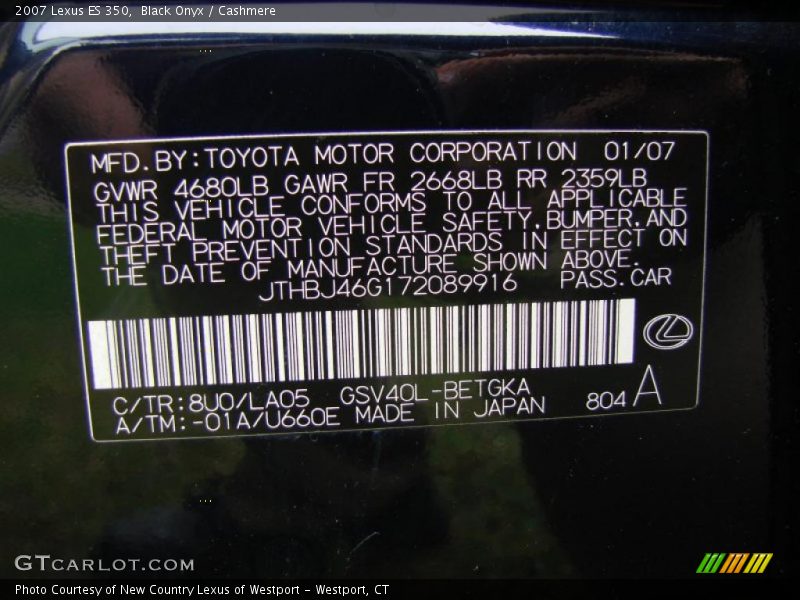 2007 Lexus ES 350, Black Onyx / Cashmere
MFD.BY:TOYOTA MOTOR CORPORATION 01/07
GVWR 4680LB GAWR FR 2668LB RR 2359LB
THIS VEHICLE CONFORMS TO ALL APPLICABLE
FEDERAL MOTOR VEHICLE SAFETY,BUMPER,AND
THEFT PREVENTION STANDARDS IN EFFECT ON
THE DATE OF MANUFACTURE SHOWN ABOVE.
JTHBJ46G172089916 PASS.CAR
C/TR:8U0/LA05 GSV40L-BETGKA
A/TM:-01A/U660E MADE IN JAPAN 804 A
GTCARLOT.COM
Photo Courtesy of New Country Lexus of Westport - Westport, CT